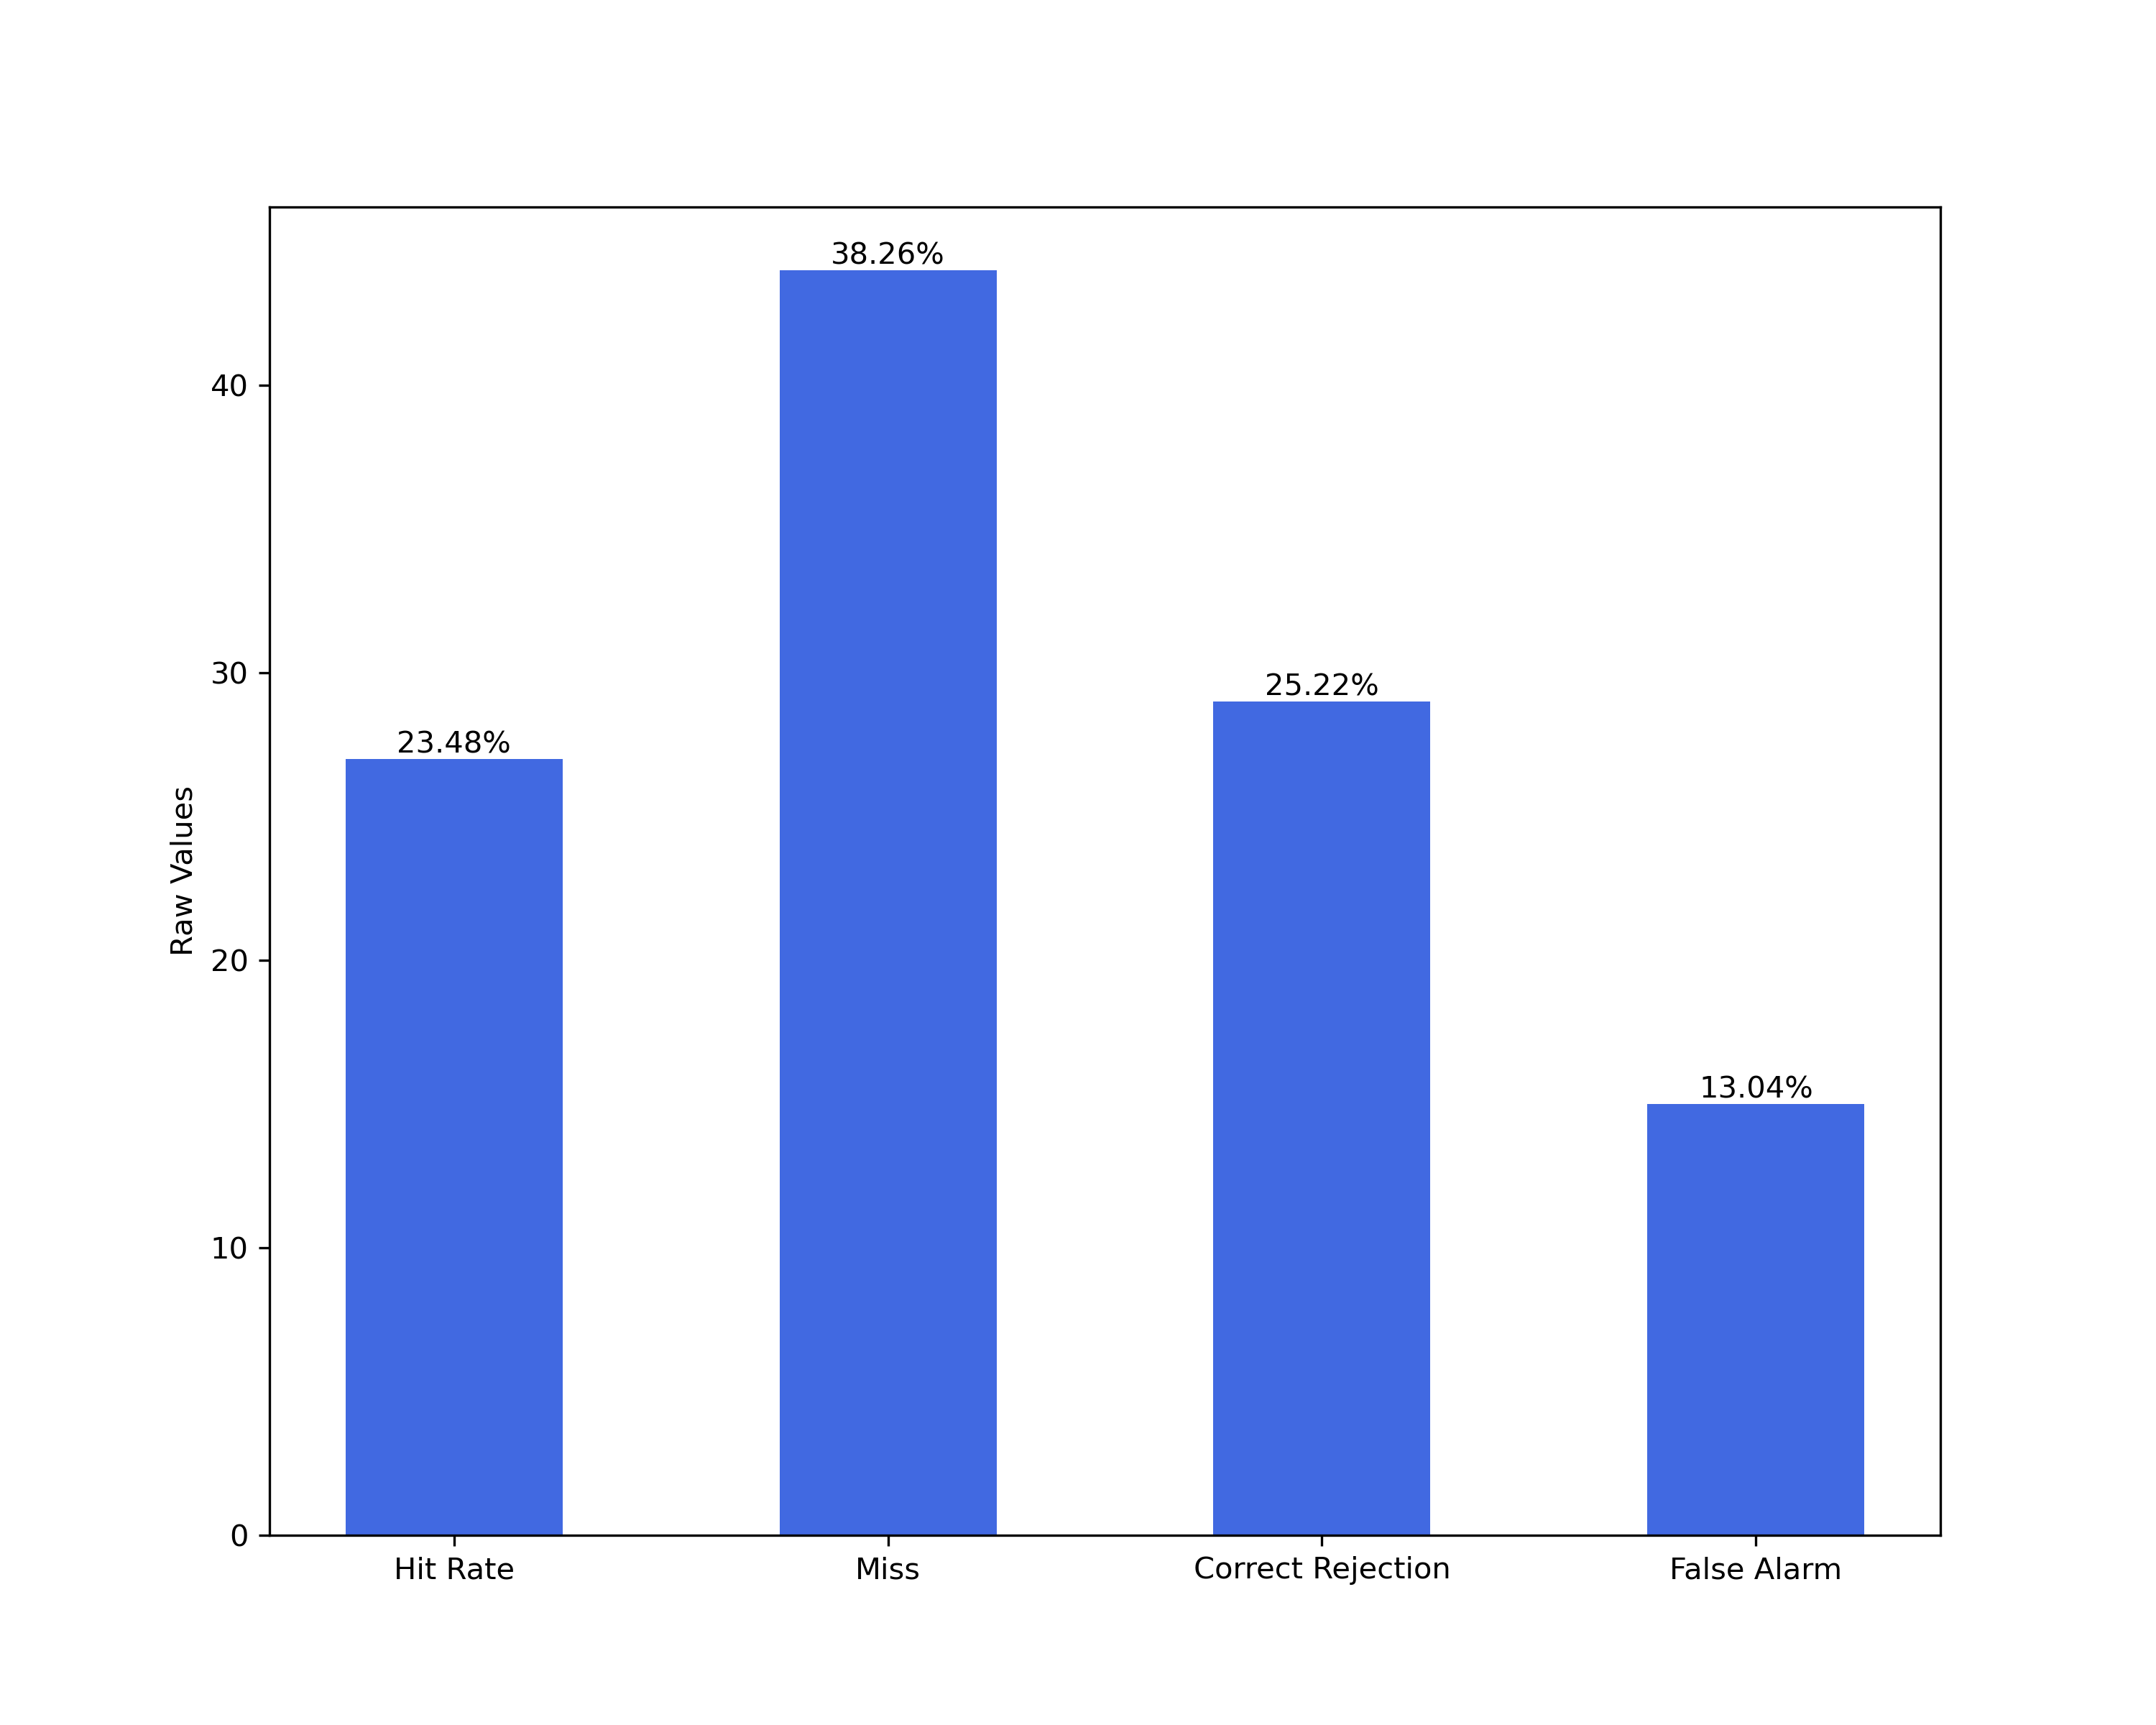 38.26%
40
30
25.22%
23.48%
Raw Values
20
13.04%
10
0
Hit Rate
Miss
Correct Rejection
False Alarm